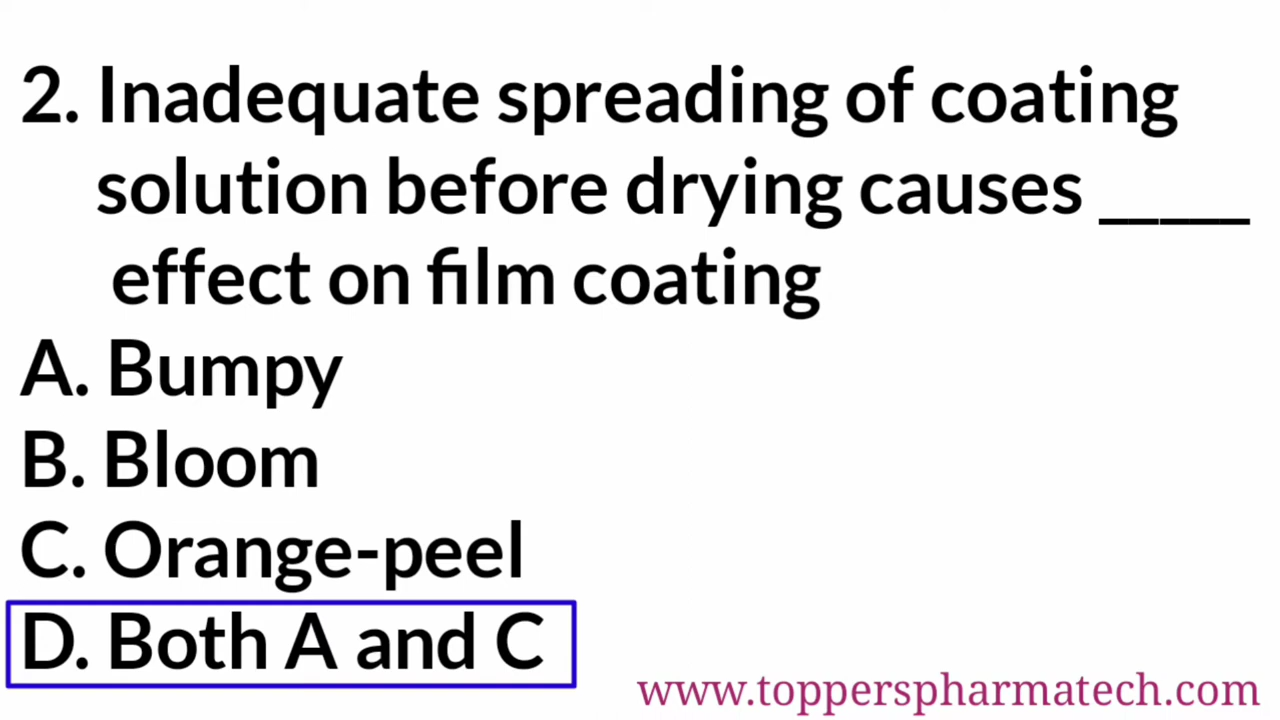 2. Inadequate spreading of coating
solution before drying causes _____
effect on film coating
A. Bumpy
B. Bloom
C. Orange-peel
D. Both A and C
www.topperspharmatech.com